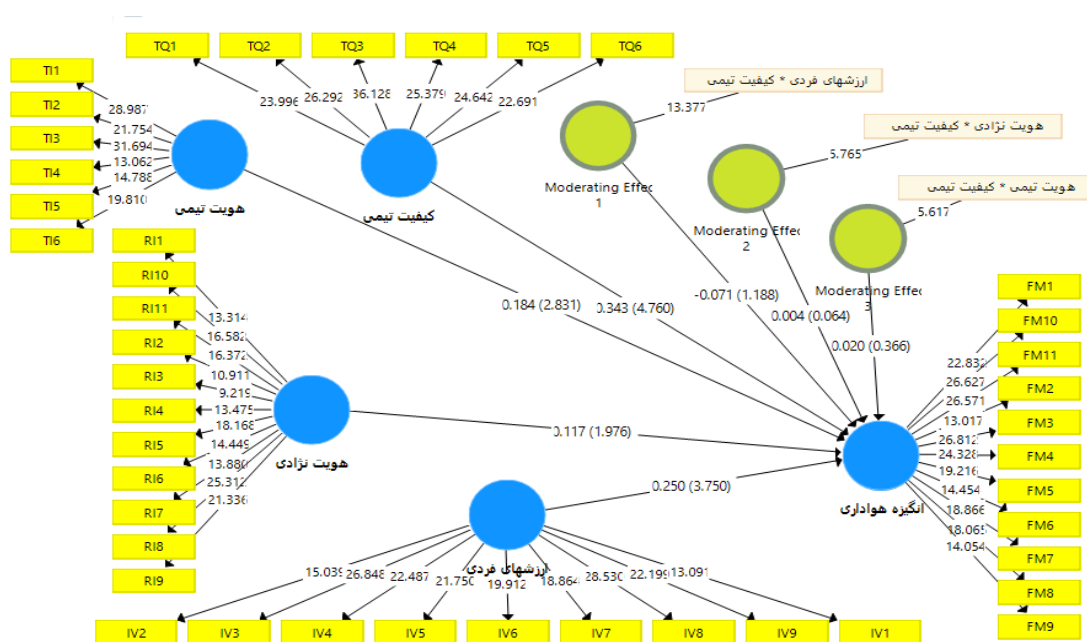 TQ1
TQ2
TQ3
TQ4
TQ5
TQ6
23.996
26.292
36.128
25.379
24.642
22.691
TI1
TI2
TI3
TI4
TI5
TI6
28.987
21.754
31.694
13.062
14.788
19.810
هویت تیمی
کیفیت تیمی
ارزشهای فردی * کیفیت تیمی
13.377
Moderating Effec
1
هویت نژادی * کیفیت تیمی
5.765
Moderating Effec
2
هویت تیمی * کیفیت تیمی
5.617
Moderating Effec
3
0.184 (2.831)
0.343 (4.760)
-0.071 (1.188)
0.004 (0.064)
0.020 (0.366)
RI1
RI10
RI11
RI2
RI3
RI4
RI5
RI6
RI7
RI8
RI9
13.314
16.582
16.372
10.911
9.219
13.475
18.168
14.449
13.880
25.312
21.336
هویت نژادی
0.117 (1.976)
0.250 (3.750)
FM1
FM10
FM11
FM2
FM3
FM4
FM5
FM6
FM7
FM8
FM9
22.832
26.627
26.571
13.017
26.812
24.328
19.216
14.454
18.866
18.065
14.054
انگیزه هواداری
ارزشهای فردی
15.039
26.848
22.487
21.750
19.912
18.864
28.530
22.199
13.091
IV2
IV3
IV4
IV5
IV6
IV7
IV8
IV9
IV1